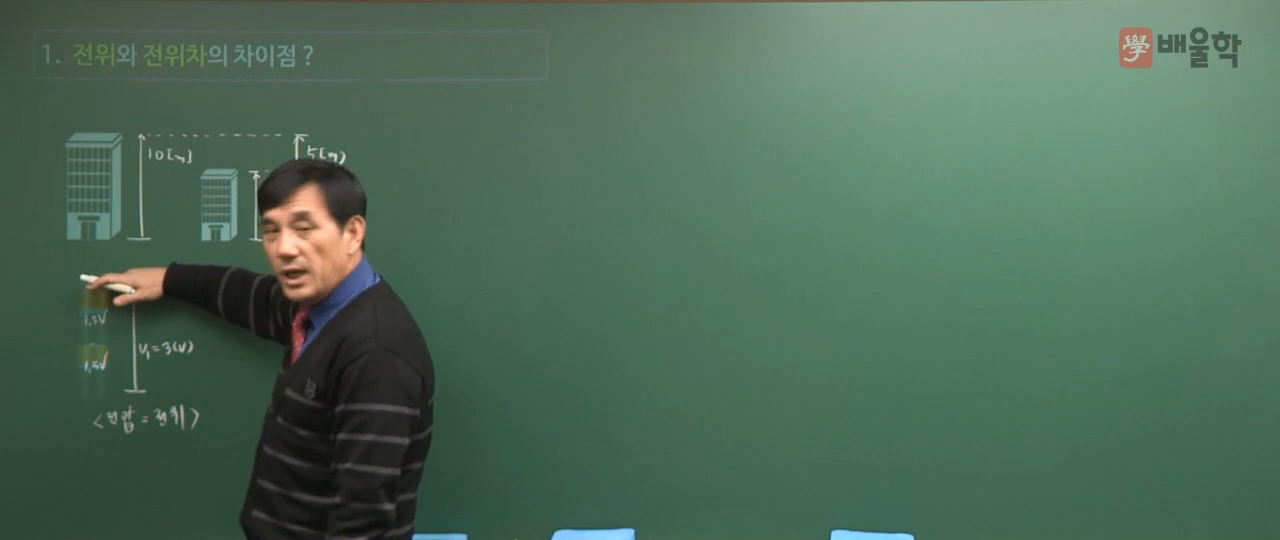 1. 전위와 전위차의 차이점 ?
學 배울학
10[m]
5[m]
1.5V
V₁=3(V)
1.5V
<전압 = 전위>